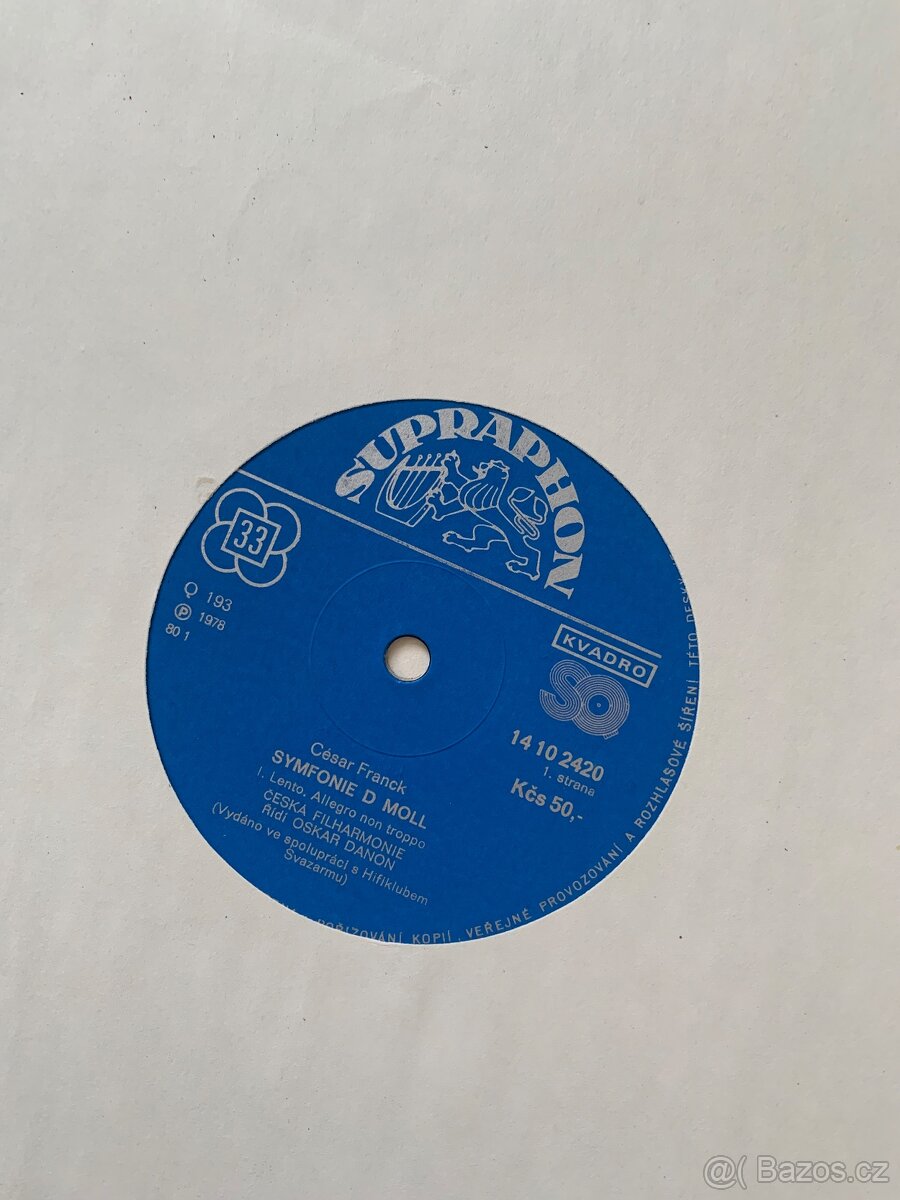 SUPRAPHON
33
Q 193
Ⓟ 1978
80 1
KVADRO
SQ
14 10 2420
1. strana
Kčs 50,-
César Franck
SYMFONIE D MOLL
I. Lento. Allegro non troppo
ČESKÁ FILHARMONIE
Řídí OSKAR DANON
(Vydáno ve spolupráci s Hifiklubem
Svazarmu)
POŘIZOVÁNÍ KOPIÍ, VEŘEJNÉ PROVOZOVÁNÍ A ROZHLASOVÉ ŠÍŘENÍ TÉTO DESKY
@( Bazos.cz